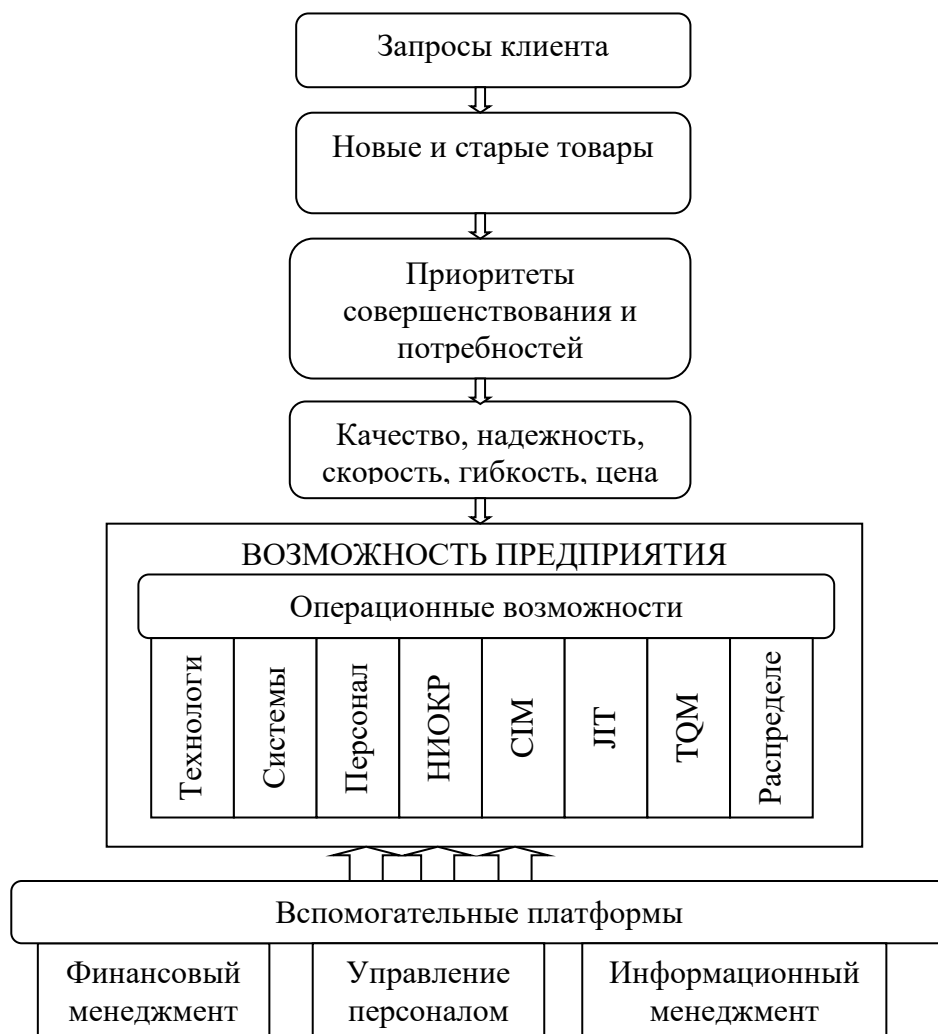 Запросы клиента
Новые и старые товары
Приоритеты
совершенствования и
потребностей
Качество, надежность,
скорость, гибкость, цена
ВОЗМОЖНОСТЬ ПРЕДПРИЯТИЯ
Операционные возможности
Технологи
Системы
Персонал
НИОКР
CIM
JIT
TQM
Распределе
Вспомогательные платформы
Финансовый
менеджмент
Управление
персоналом
Информационный
менеджмент